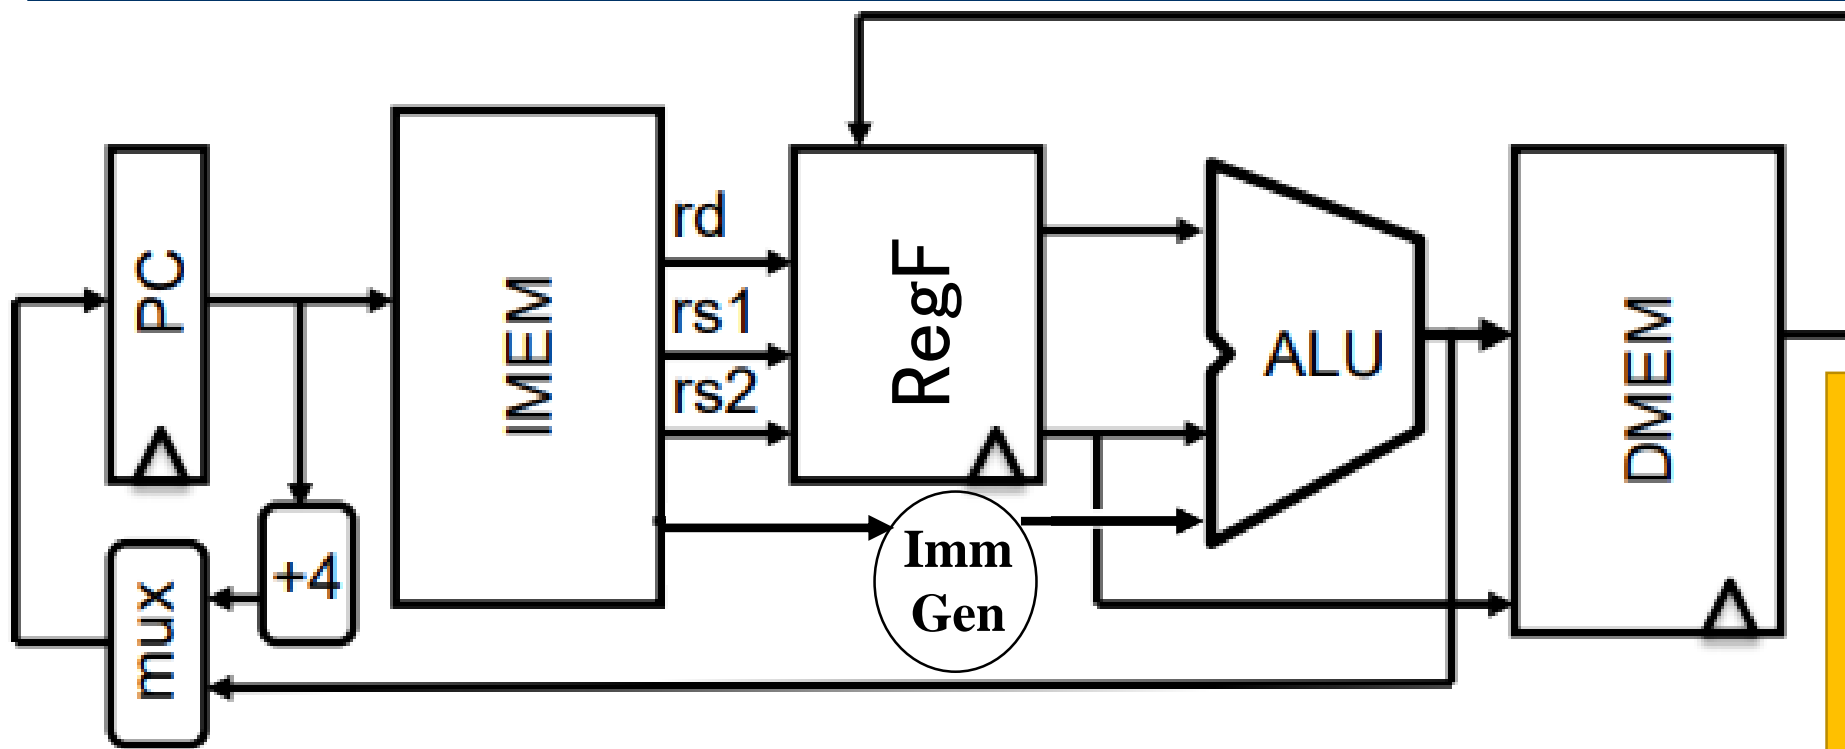 PC
+4
mux
IMEM
rd
rs1
rs2
RegF
Imm
Gen
ALU
DMEM